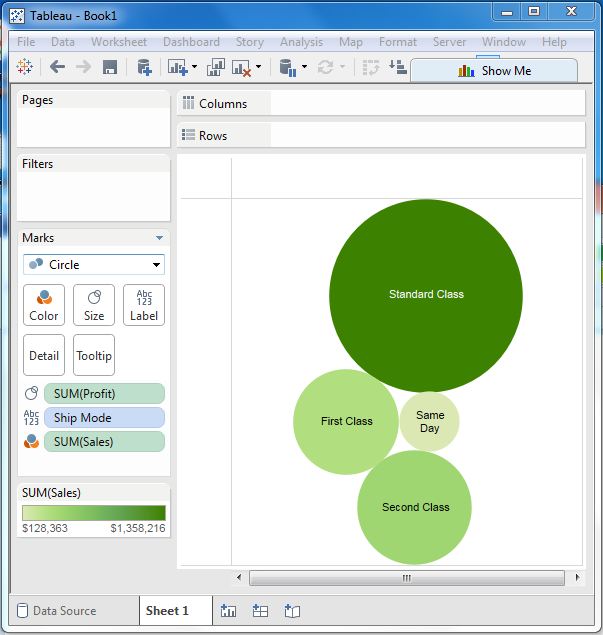 Tableau - Book1
File Data Worksheet Dashboard Story Analysis Map Format Server Window Help
Show Me
Pages
Columns
Rows
Filters
Marks
Circle
Color Size Abc 123 Label
Detail Tooltip
SUM(Profit)
Abc 123 Ship Mode
SUM(Sales)
SUM(Sales)
$128,363 $1,358,216
Standard Class
First Class
Same
Day
Second Class
Data Source Sheet 1